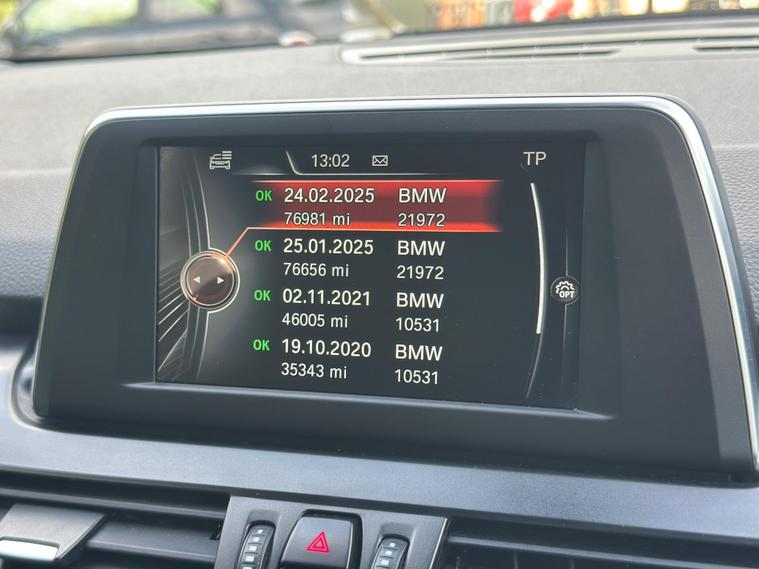 13:02 TP
OK 24.02.2025 BMW
76981 mi 21972
OK 25.01.2025 BMW
76656 mi 21972
OK 02.11.2021 BMW
46005 mi 10531
OK 19.10.2020 BMW
35343 mi 10531
OPT